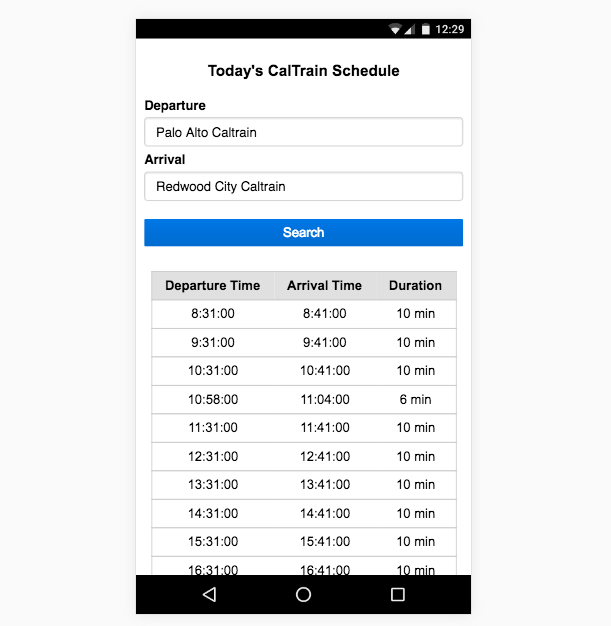 12:29
Today's CalTrain Schedule
Departure
Palo Alto Caltrain
Arrival
Redwood City Caltrain
Search
Departure Time Arrival Time Duration
8:31:00 8:41:00 10 min
9:31:00 9:41:00 10 min
10:31:00 10:41:00 10 min
10:58:00 11:04:00 6 min
11:31:00 11:41:00 10 min
12:31:00 12:41:00 10 min
13:31:00 13:41:00 10 min
14:31:00 14:41:00 10 min
15:31:00 15:41:00 10 min
16:31:00 16:41:00 10 min